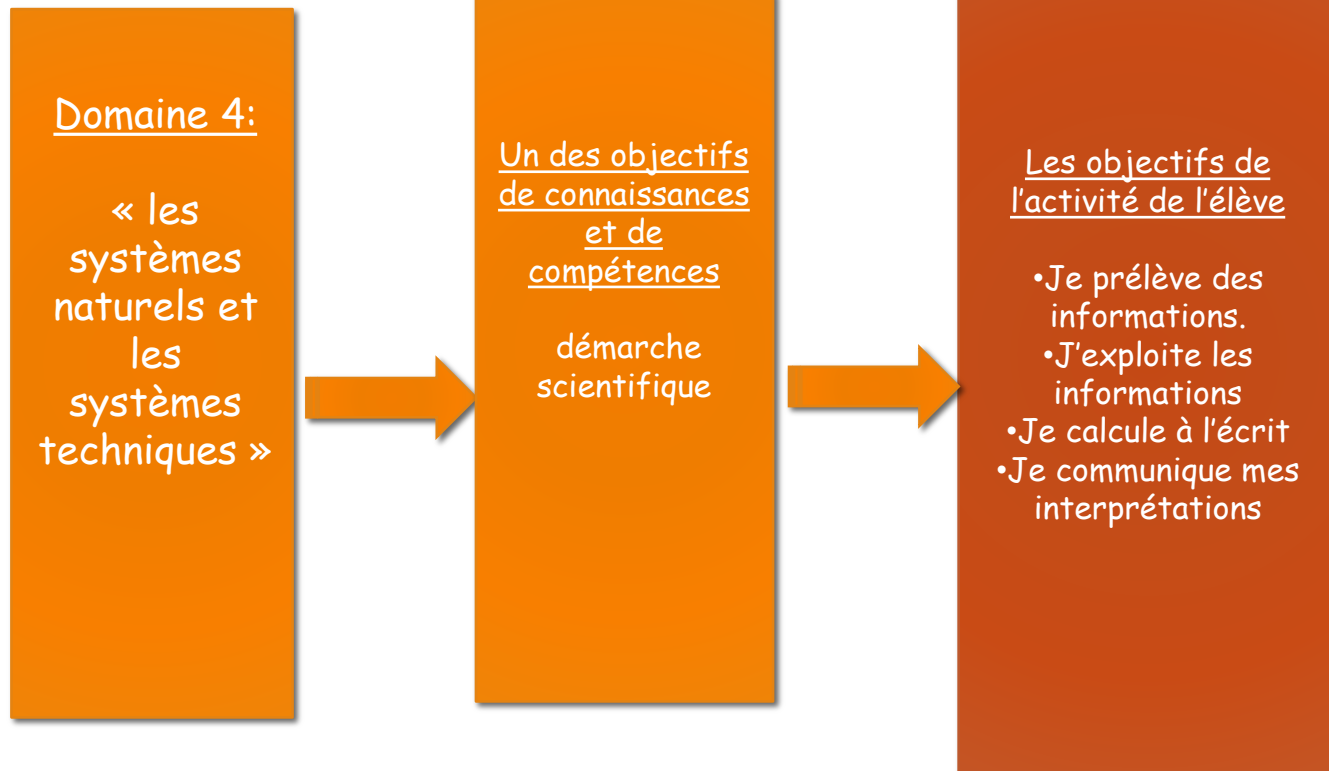 Domaine 4:
« les
systèmes
naturels et
les
systèmes
techniques »
Un des objectifs
de connaissances
et de
compétences
démarche
scientifique
Les objectifs de
l'activité de l'élève
•Je prélève des
informations.
•J'exploite les
informations
•Je calcule à l'écrit
•Je communique mes
interprétations